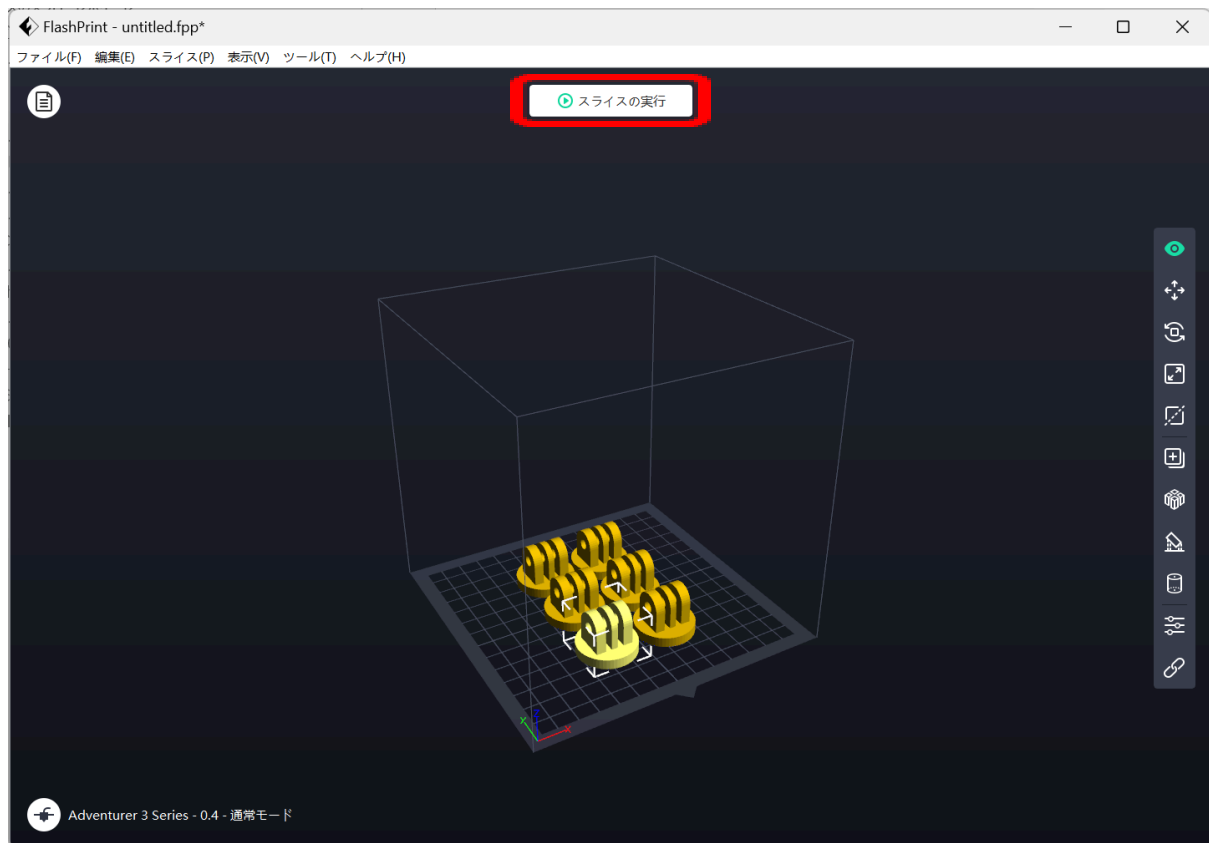 FlashPrint - untitled.fpp*
ファイル(F) 編集(E) スライス(P) 表示(V) ツール(T) ヘルプ(H)
スライスの実行
Adventurer 3 Series - 0.4 - 通常モード